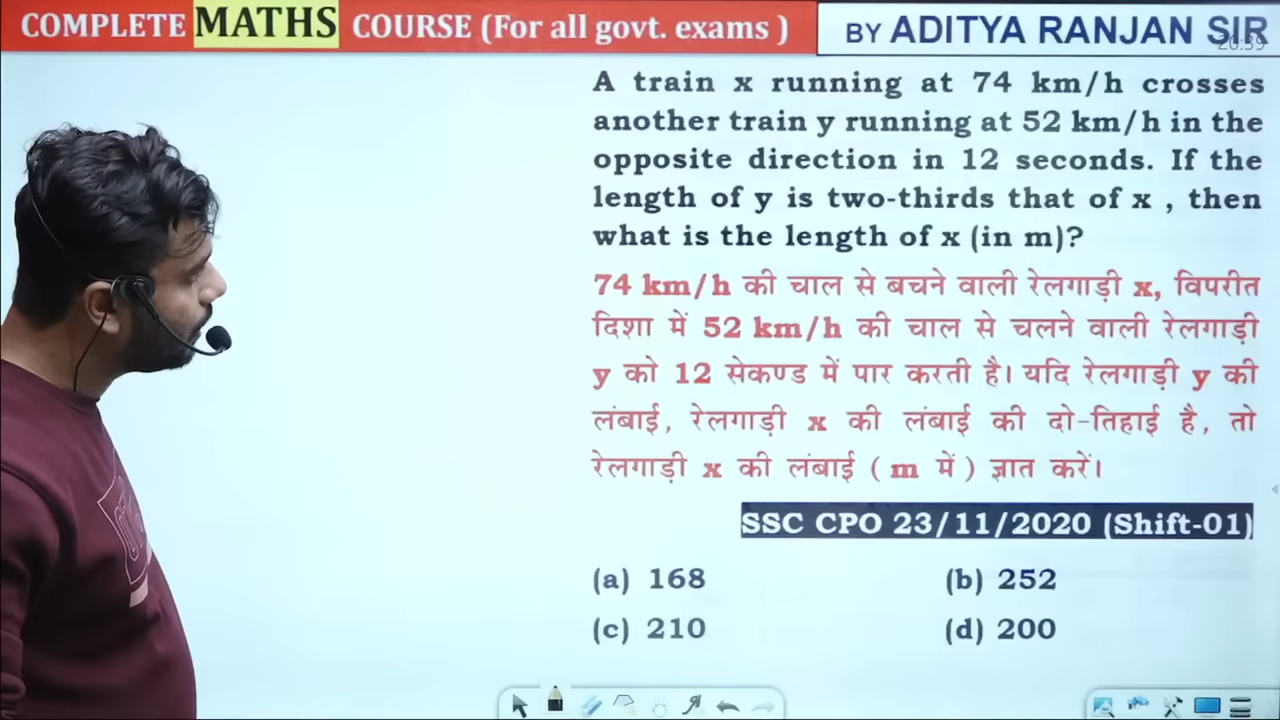 COMPLETE MATHS COURSE (For all govt. exams )
BY ADITYA RANJAN SIR
20:39
A train x running at 74 km/h crosses
another train y running at 52 km/h in the
opposite direction in 12 seconds. If the
length of y is two-thirds that of x , then
what is the length of x (in m)?
74 km/h की चाल से बचने वाली रेलगाड़ी x, विपरीत
दिशा में 52 km/h की चाल से चलने वाली रेलगाड़ी
y को 12 सेकण्ड में पार करती है। यदि रेलगाड़ी y की
लंबाई, रेलगाड़ी x की लंबाई की दो-तिहाई है, तो
रेलगाड़ी x की लंबाई ( m में ) ज्ञात करें।
SSC CPO 23/11/2020 (Shift-01)
(a) 168 (b) 252
(c) 210 (d) 200